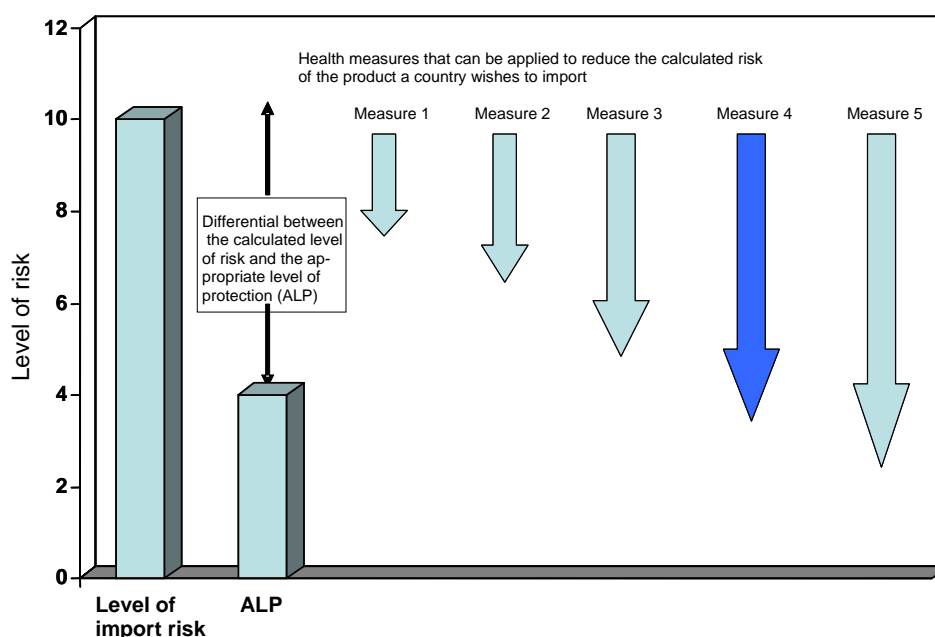 12
Health measures that can be applied to reduce the calculated risk
of the product a country wishes to import
10
Measure 1
Measure 2
Measure 3
Measure 4
Measure 5
8
Differential between
the calculated level
of risk and the ap-
propriate level of
protection (ALP)
6
Level of risk
4
2
0
Level of
import risk
ALP